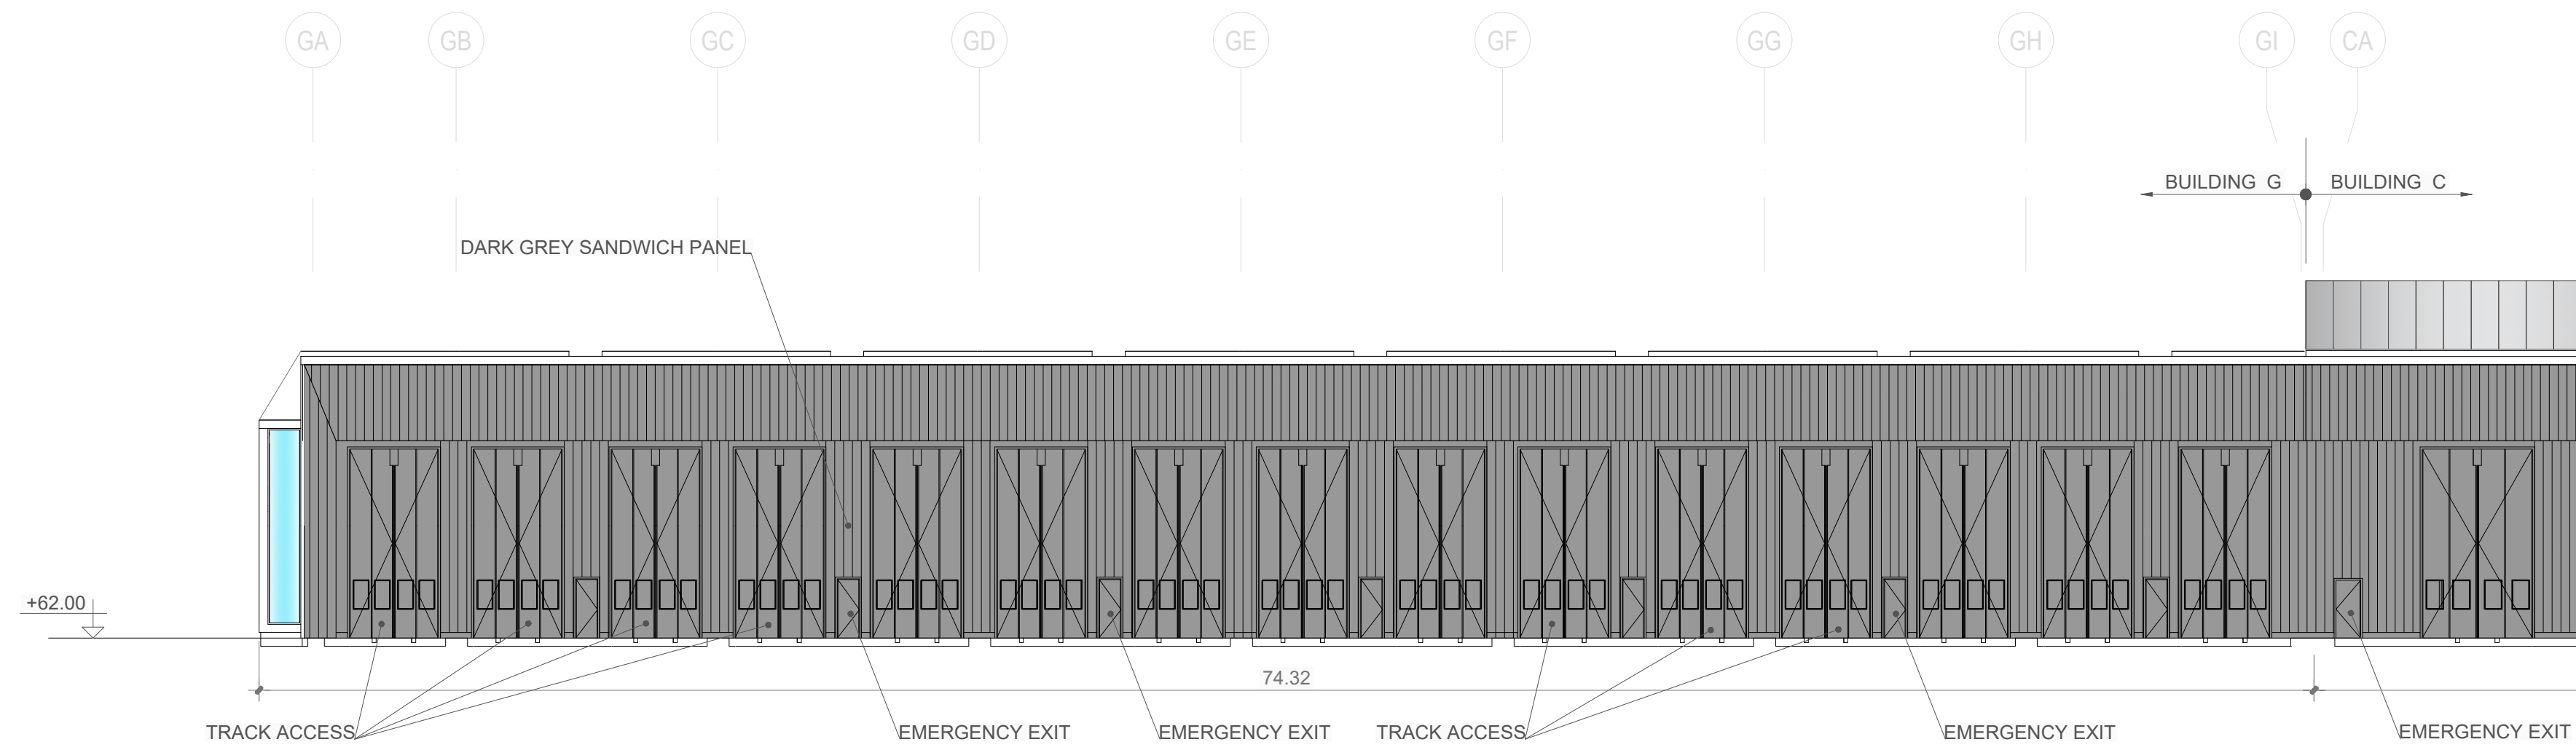 GA GB GC GD GE GF GG GH GI CA
BUILDING G BUILDING C
DARK GREY SANDWICH PANEL
+62.00
74.32
TRACK ACCESS EMERGENCY EXIT EMERGENCY EXIT TRACK ACCESS EMERGENCY EXIT EMERGENCY EXIT